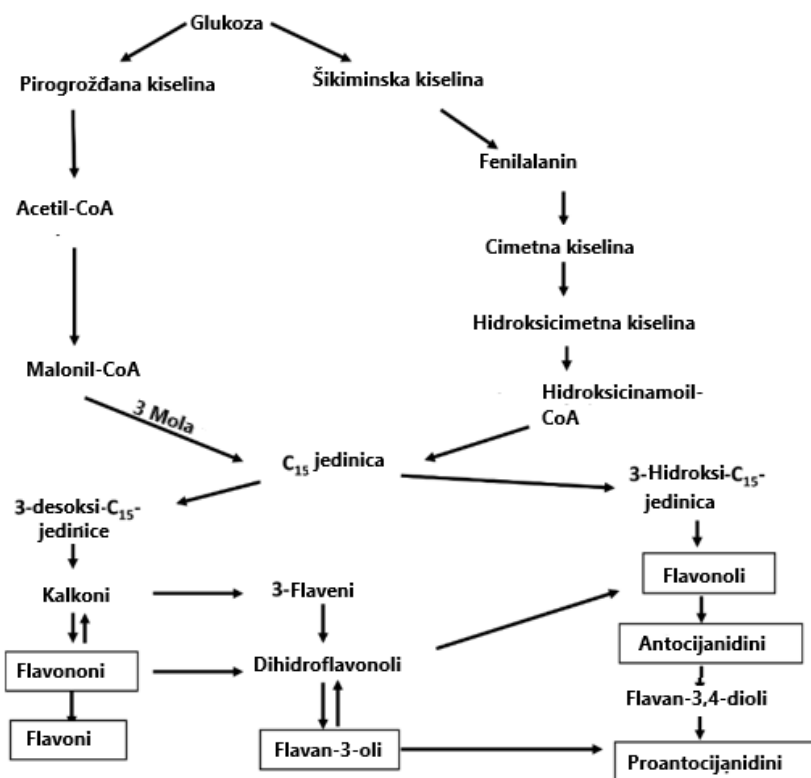 Glukoza
Pirogrožđana kiselina
Šikiminska kiselina
Fenilalanin
Acetil-CoA
Cimetna kiselina
Hidroksicimetna kiselina
Malonil-CoA
Hidroksicinamoil-
CoA
3 Mola
C₁₅ jedinica
3-Hidroksi-C₁₅-
jedinica
3-desoksi-C₁₅-
jedinice
Kalkoni
3-Flaveni
Flavonoli
Flavononi
Dihidroflavonoli
Antocijanidini
Flavan-3,4-dioli
Flavoni
Flavan-3-oli
Proantocijanidini